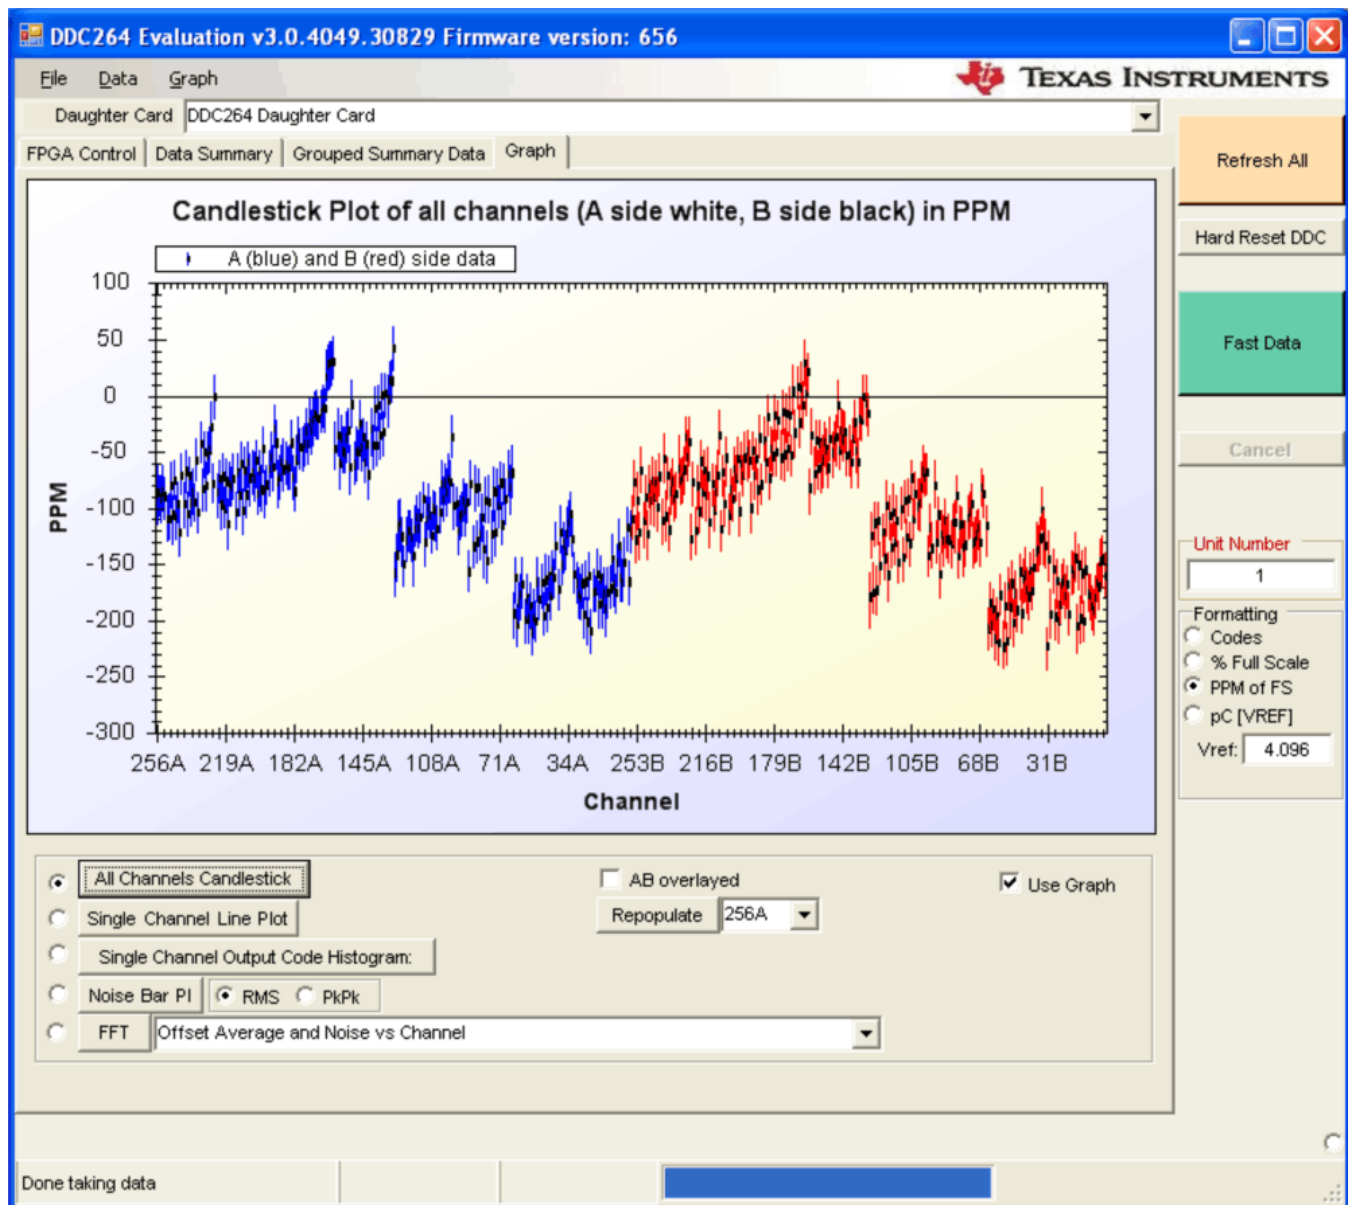 DDC264 Evaluation v3.0.4049.30829 Firmware version: 656
File Data Graph
TEXAS INSTRUMENTS
Daughter Card DDC264 Daughter Card
FPGA Control Data Summary Grouped Summary Data Graph
Refresh All
Hard Reset DDC
Fast Data
Cancel
Unit Number
1
Formatting
Codes
% Full Scale
PPM of FS
pC [VREF]
Vref: 4.096
Candlestick Plot of all channels (A side white, B side black) in PPM
A (blue) and B (red) side data
PPM
100
50
0
-50
-100
-150
-200
-250
-300
256A 219A 182A 145A 108A 71A 34A 253B 216B 179B 142B 105B 68B 31B
Channel
All Channels Candlestick
AB overlayed
Use Graph
Single Channel Line Plot
Repopulate 256A
Single Channel Output Code Histogram:
Noise Bar Pl RMS PkPk
FFT Offset Average and Noise vs Channel
Done taking data